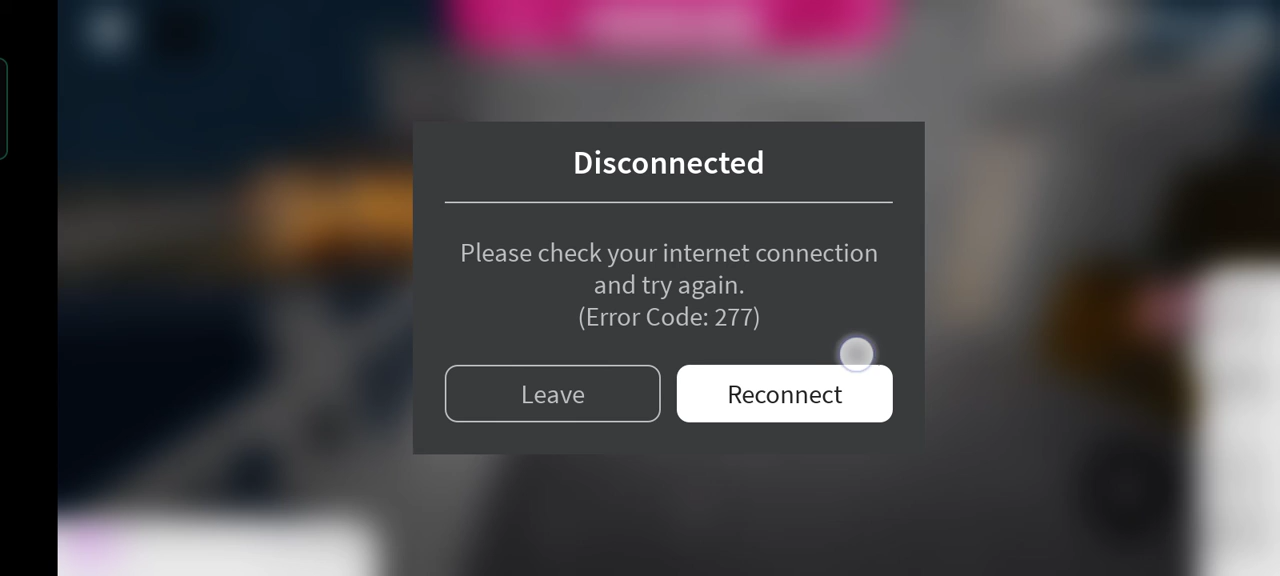 Disconnected
Please check your internet connection
and try again.
(Error Code: 277)
Leave
Reconnect